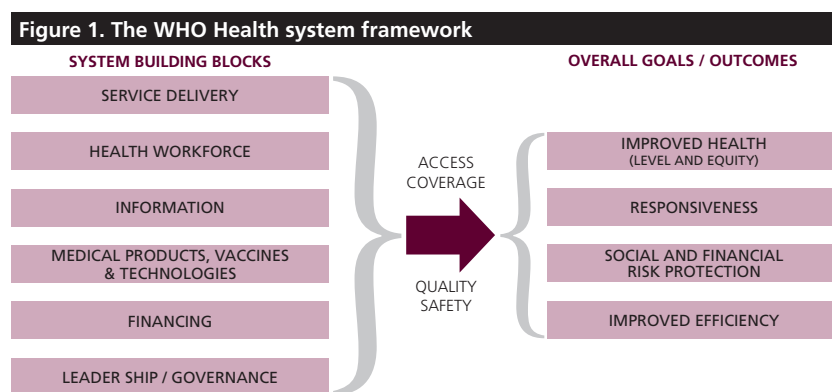 Figure 1. The WHO Health system framework
SYSTEM BUILDING BLOCKS
SERVICE DELIVERY
HEALTH WORKFORCE
INFORMATION
MEDICAL PRODUCTS, VACCINES
& TECHNOLOGIES
FINANCING
LEADER SHIP / GOVERNANCE
ACCESS
COVERAGE
QUALITY
SAFETY
OVERALL GOALS / OUTCOMES
IMPROVED HEALTH
(LEVEL AND EQUITY)
RESPONSIVENESS
SOCIAL AND FINANCIAL
RISK PROTECTION
IMPROVED EFFICIENCY